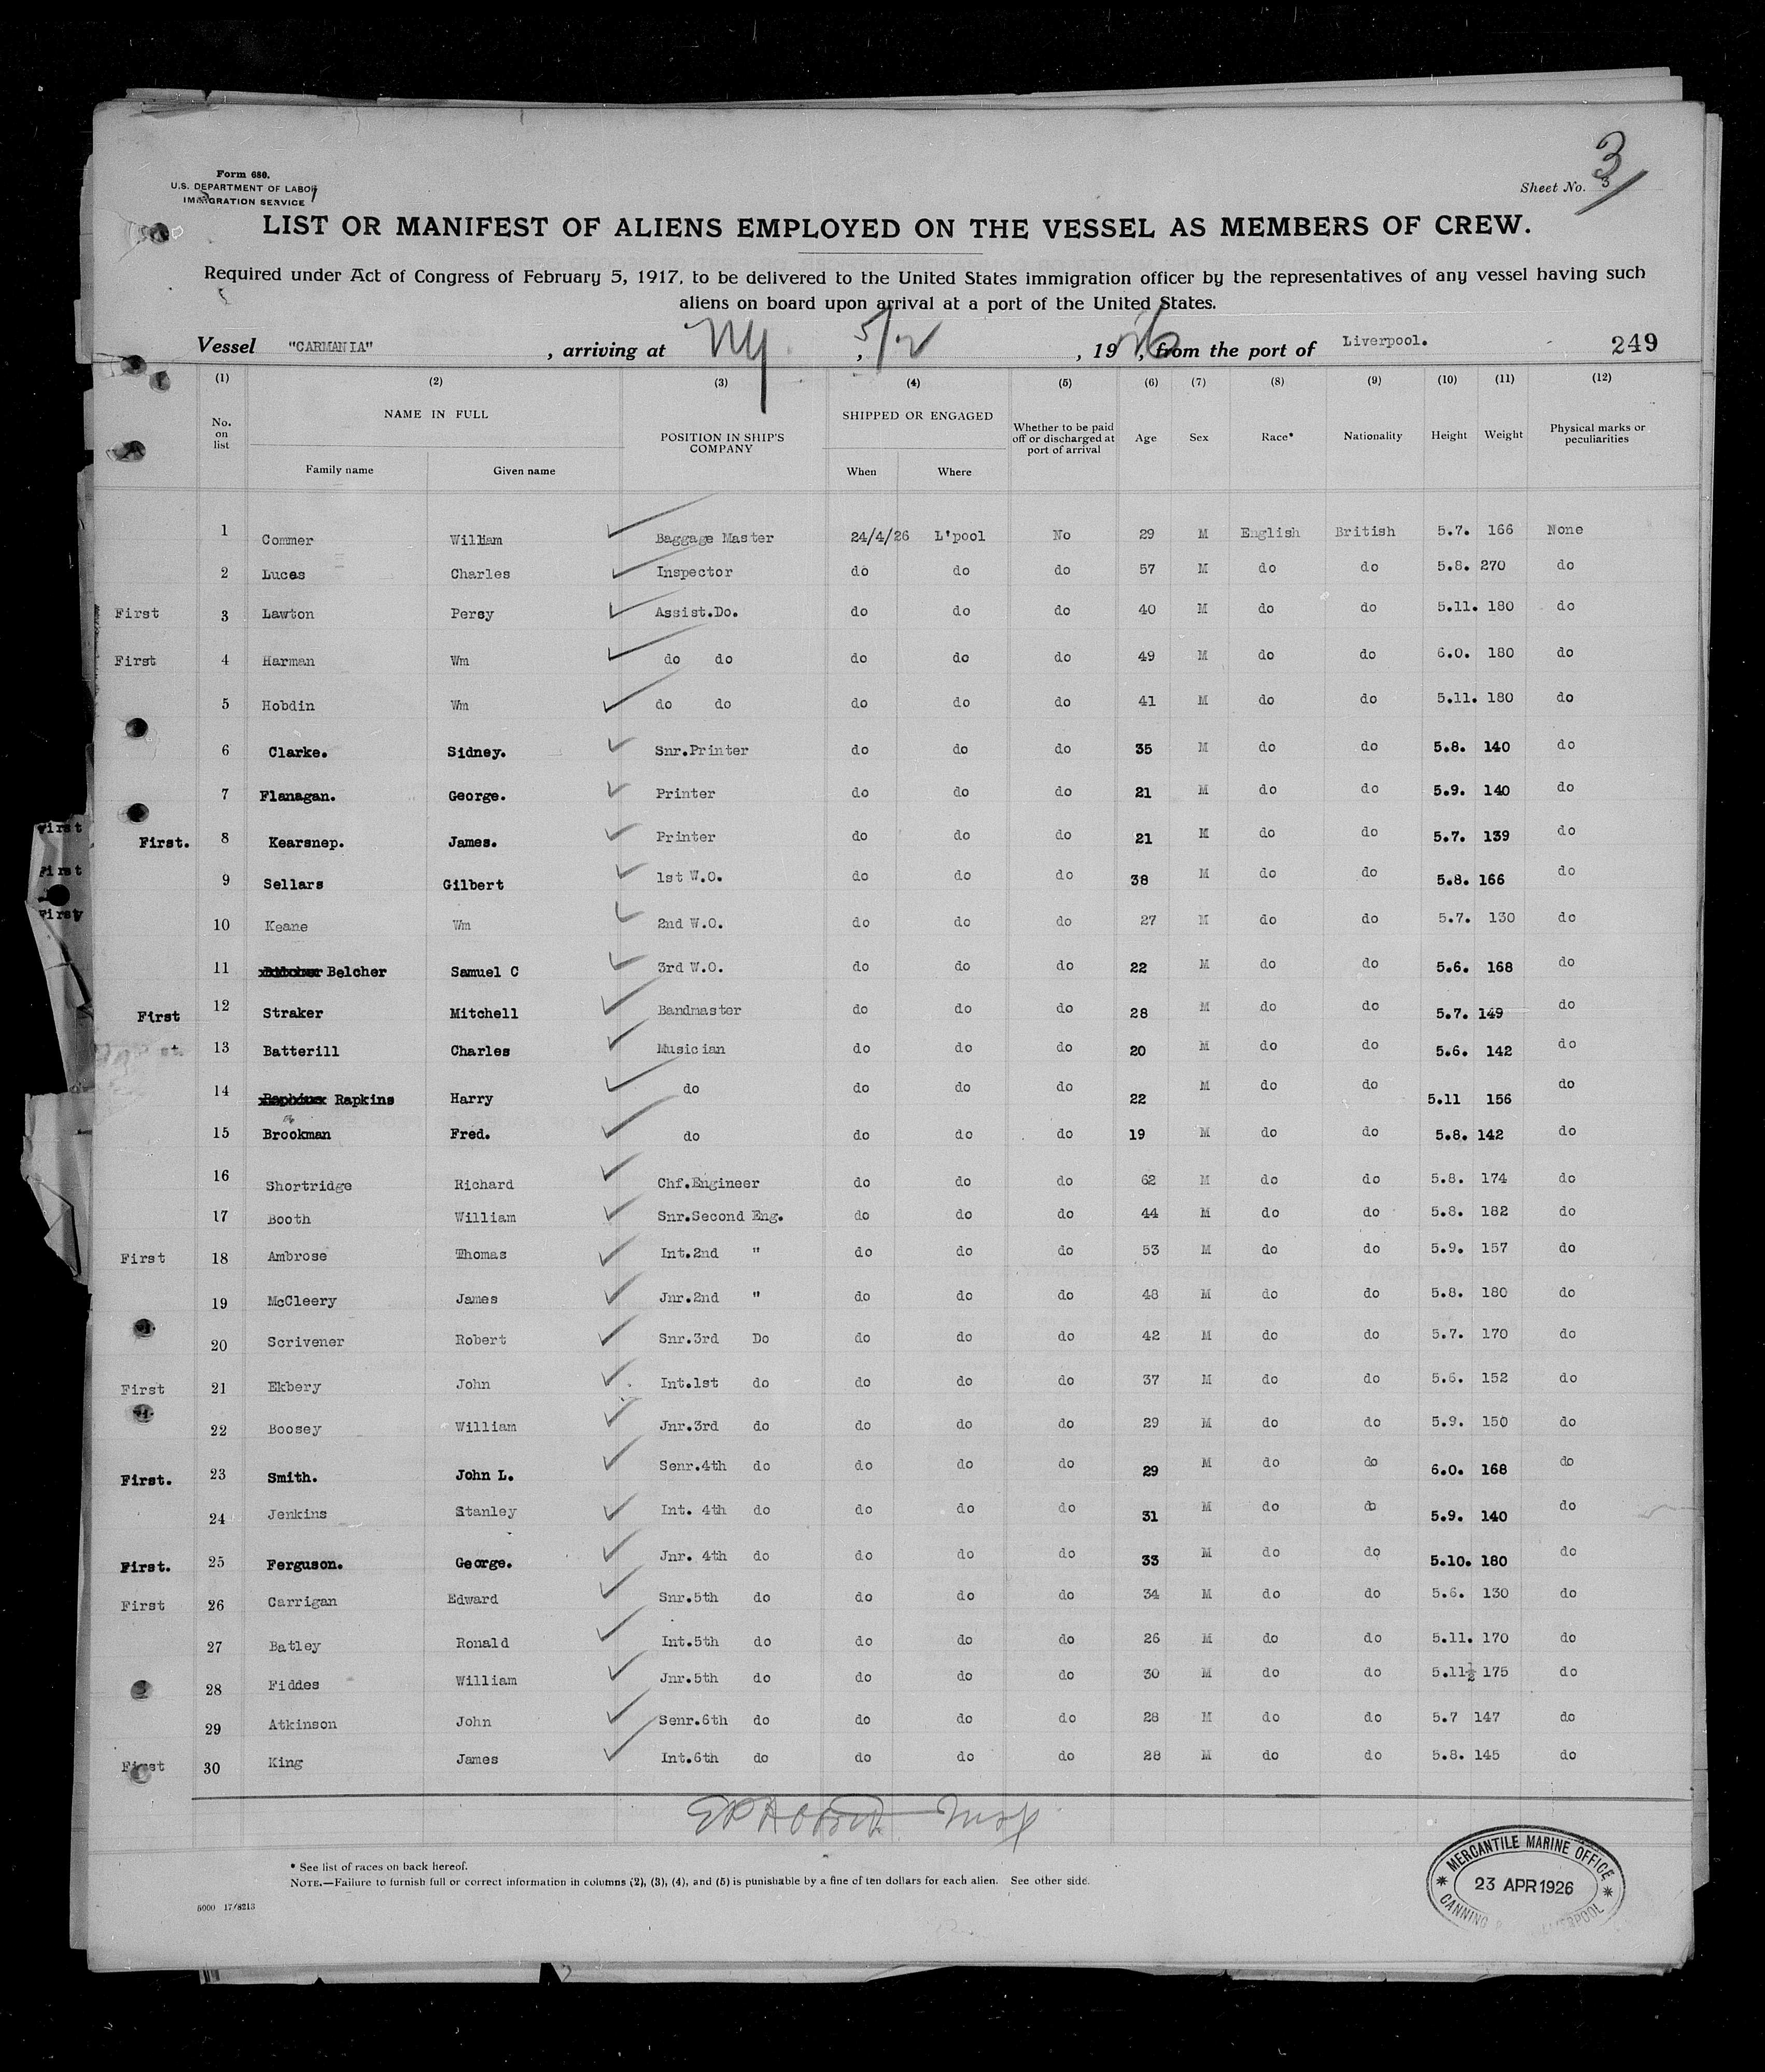 Form 680.
U.S. DEPARTMENT OF LABOR
IMMIGRATION SERVICE
Sheet No. 3
3
LIST OR MANIFEST OF ALIENS EMPLOYED ON THE VESSEL AS MEMBERS OF CREW.
Required under Act of Congress of February 5, 1917, to be delivered to the United States immigration officer by the representatives of any vessel having such
aliens on board upon arrival at a port of the United States.
Vessel "CARMANIA" , arriving at NY , 5/2 , 1926 , from the port of Liverpool. 249
(1) (2) (3) (4) (5) (6) (7) (8) (9) (10) (11) (12)
No. on list NAME IN FULL POSITION IN SHIP'S COMPANY SHIPPED OR ENGAGED Whether to be paid off or discharged at port of arrival Age Sex Race* Nationality Height Weight Physical marks or peculiarities
Family name Given name When Where
1 Commer William Baggage Master 24/4/26 L'pool No 29 M English British 5.7. 166 None
2 Lucas Charles Inspector do do do 57 M do do 5.8. 270 do
First 3 Lawton Percy Assist.Do. do do do 40 M do do 5.11. 180 do
First 4 Harman Wm do do do do do 49 M do do 6.0. 180 do
5 Hobdin Wm do do do do do 41 M do do 5.11. 180 do
6 Clarke. Sidney. Snr.Printer do do do 35 M do do 5.8. 140 do
7 Flanagan. George. Printer do do do 21 M do do 5.9. 140 do
First. 8 Kearsnep. James. Printer do do do 21 M do do 5.7. 139 do
9 Sellars Gilbert 1st W.O. do do do 38 M do do 5.8. 166 do
10 Keane Wm 2nd W.O. do do do 27 M do do 5.7. 130 do
11 Belcher Samuel C 3rd W.O. do do do 22 M do do 5.6. 168 do
First 12 Straker Mitchell Bandmaster do do do 28 M do do 5.7. 149 do
13 Batterill Charles Musician do do do 20 M do do 5.6. 142 do
14 Rapkins Harry do do do do 22 M do do 5.11 156 do
15 Brookman Fred. do do do do 19 M do do 5.8. 142 do
16 Shortridge Richard Chf.Engineer do do do 62 M do do 5.8. 174 do
17 Booth William Snr.Second Eng. do do do 44 M do do 5.8. 182 do
First 18 Ambrose Thomas Int.2nd " do do do 53 M do do 5.9. 157 do
19 McCleery James Jnr.2nd " do do do 48 M do do 5.8. 180 do
20 Scrivener Robert Snr.3rd Do do do do 42 M do do 5.7. 170 do
First 21 Ekbery John Int.1st do do do do 37 M do do 5.6. 152 do
22 Boosey William Jnr.3rd do do do do 29 M do do 5.9. 150 do
First. 23 Smith. John L. Senr.4th do do do do 29 M do do 6.0. 168 do
24 Jenkins Stanley Int. 4th do do do do 31 M do do 5.9. 140 do
First. 25 Ferguson. George. Jnr. 4th do do do do 33 M do do 5.10. 180 do
First 26 Carrigan Edward Snr.5th do do do do 34 M do do 5.6. 130 do
27 Batley Ronald Int.5th do do do do 26 M do do 5.11. 170 do
28 Fiddes William Jnr.5th do do do do 30 M do do 5.11½ 175 do
29 Atkinson John Senr.6th do do do do 28 M do do 5.7 147 do
First 30 King James Int.6th do do do do 28 M do do 5.8. 145 do
First
First
First
* See list of races on back hereof.
NOTE.—Failure to furnish full or correct information in columns (2), (3), (4), and (5) is punishable by a fine of ten dollars for each alien. See other side.
5000 17/8213
MERCANTILE MARINE OFFICE
23 APR 1926
CANNING LIVERPOOL